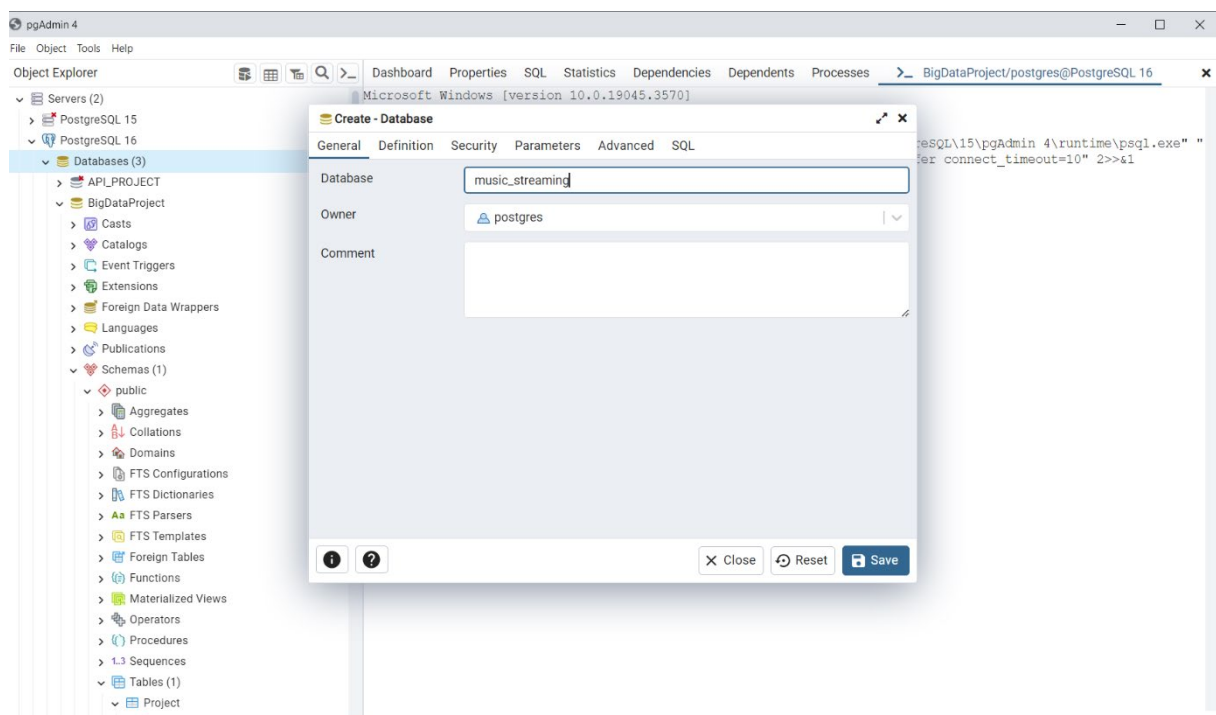 pgAdmin 4
File Object Tools Help
Object Explorer
Dashboard Properties SQL Statistics Dependencies Dependents Processes BigDataProject/postgres@PostgreSQL 16
Servers (2)
Microsoft Windows [version 10.0.19045.3570]
PostgreSQL 15
Create - Database
PostgreSQL 16
General Definition Security Parameters Advanced SQL
eSQL\15\pgAdmin 4\runtime\psql.exe" "
Databases (3)
fer connect_timeout=10" 2>>&1
API_PROJECT
Database
music_streaming
BigDataProject
Casts
Owner
postgres
Catalogs
Comment
Event Triggers
Extensions
Foreign Data Wrappers
Languages
Publications
Schemas (1)
public
Aggregates
Collations
Domains
FTS Configurations
FTS Dictionaries
Aa FTS Parsers
FTS Templates
Foreign Tables
Close Reset Save
Functions
Materialized Views
Operators
Procedures
1..3 Sequences
Tables (1)
Project